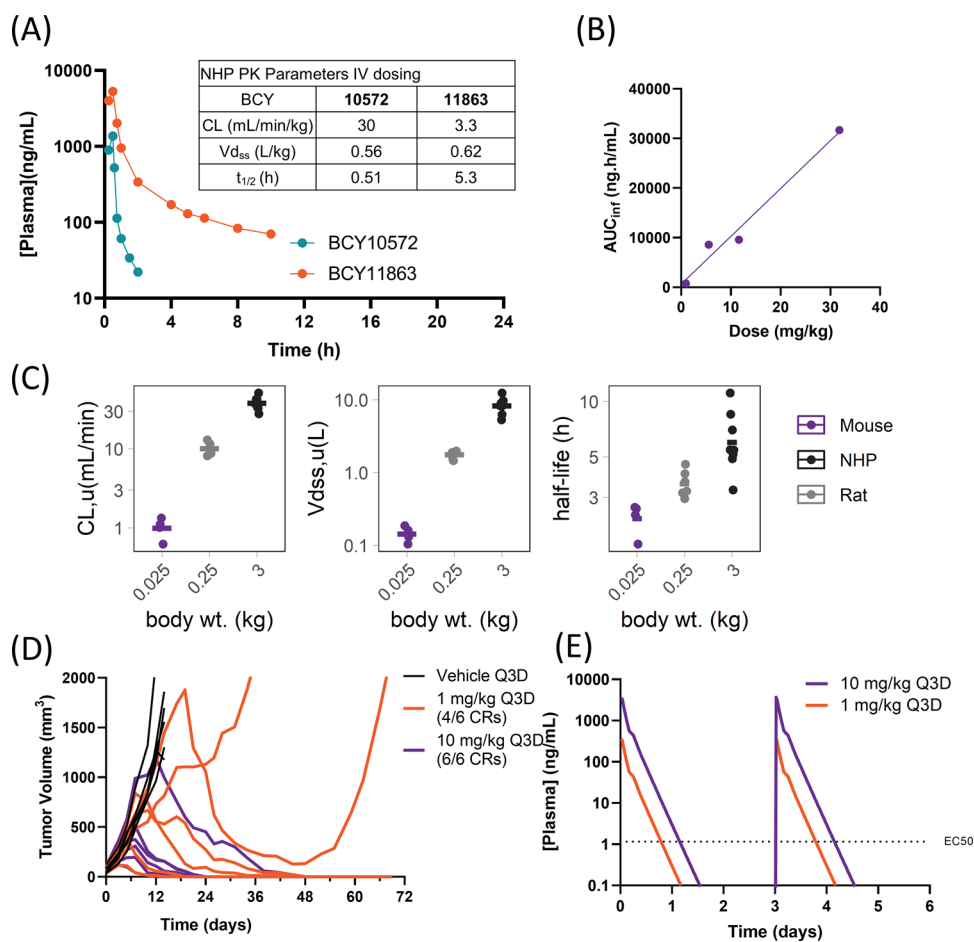 (A)
[Plasma](ng/mL)
10000
1000
100
10
0 4 8 12 16 20 24
Time (h)
NHP PK Parameters IV dosing
BCY 10572 11863
CL (mL/min/kg) 30 3.3
Vdss (L/kg) 0.56 0.62
t1/2 (h) 0.51 5.3
BCY10572
BCY11863
(B)
AUCinf (ng.h/mL)
40000
30000
20000
10000
0
0 10 20 30 40
Dose (mg/kg)
(C)
CL,u(mL/min)
30
10
3
1
0.025 0.25 3
body wt. (kg)
Vdss,u(L)
10.0
1.0
0.1
0.025 0.25 3
body wt. (kg)
half-life (h)
10
5
3
0.025 0.25 3
body wt. (kg)
Mouse
NHP
Rat
(D)
Tumor Volume (mm3)
2000
1500
1000
500
0
0 12 24 36 48 60 72
Time (days)
Vehicle Q3D
1 mg/kg Q3D
(4/6 CRs)
10 mg/kg Q3D
(6/6 CRs)
(E)
[Plasma] (ng/mL)
10000
1000
100
10
1
0.1
0 1 2 3 4 5 6
Time (days)
10 mg/kg Q3D
1 mg/kg Q3D
EC50